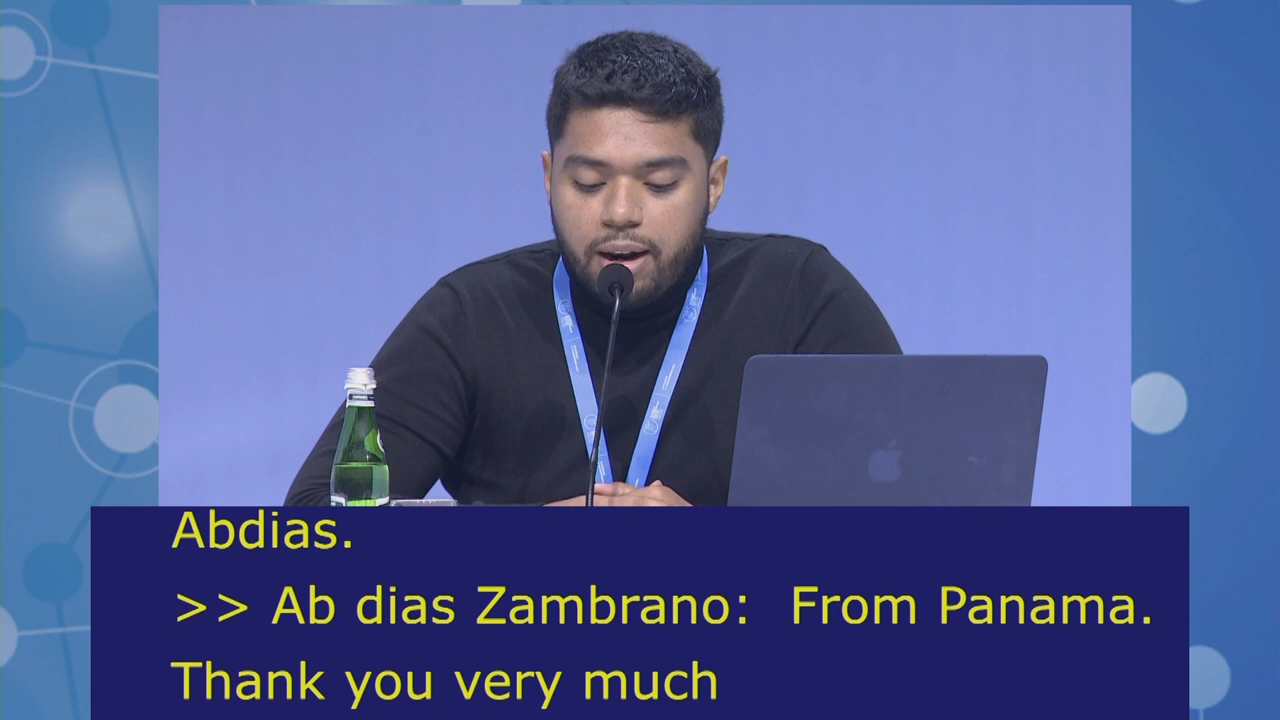 Abdias.
>> Ab dias Zambrano:  From Panama.
Thank you very much